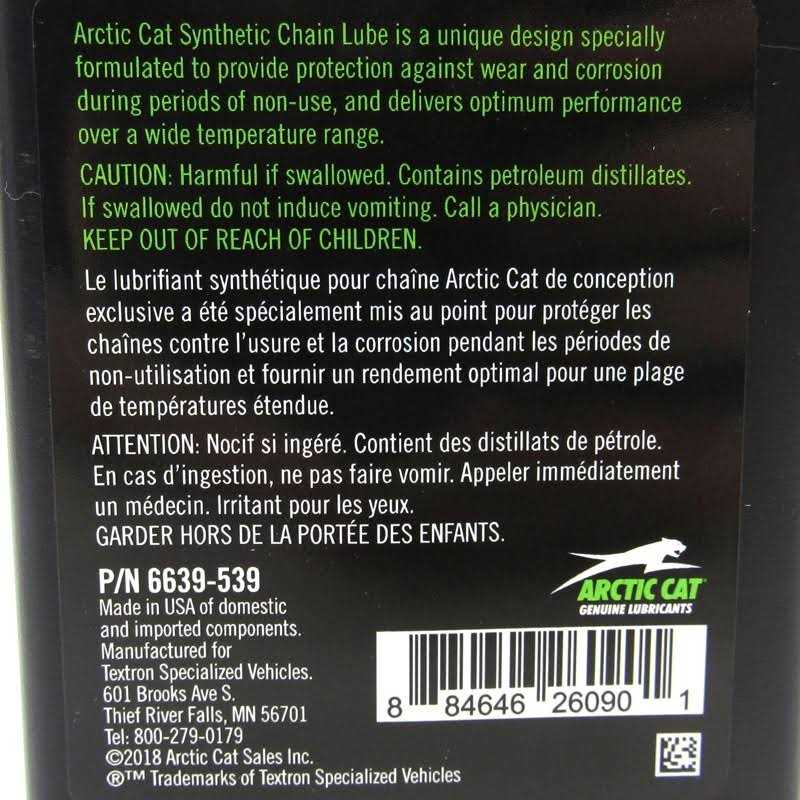 Arctic Cat Synthetic Chain Lube is a unique design specially
formulated to provide protection against wear and corrosion
during periods of non-use, and delivers optimum performance
over a wide temperature range.
CAUTION: Harmful if swallowed. Contains petroleum distillates.
If swallowed do not induce vomiting. Call a physician.
KEEP OUT OF REACH OF CHILDREN.
Le lubrifiant synthétique pour chaîne Arctic Cat de conception
exclusive a été spécialement mis au point pour protéger les
chaînes contre l'usure et la corrosion pendant les périodes de
non-utilisation et fournir un rendement optimal pour une plage
de températures étendue.
ATTENTION: Nocif si ingéré. Contient des distillats de pétrole.
En cas d'ingestion, ne pas faire vomir. Appeler immédiatement
un médecin. Irritant pour les yeux.
GARDER HORS DE LA PORTÉE DES ENFANTS.
P/N 6639-539
Made in USA of domestic
and imported components.
Manufactured for
Textron Specialized Vehicles.
601 Brooks Ave S.
Thief River Falls, MN 56701
Tel: 800-279-0179
©2018 Arctic Cat Sales Inc.
®™ Trademarks of Textron Specialized Vehicles
ARCTIC CAT
GENUINE LUBRICANTS
8 84646 26090 1